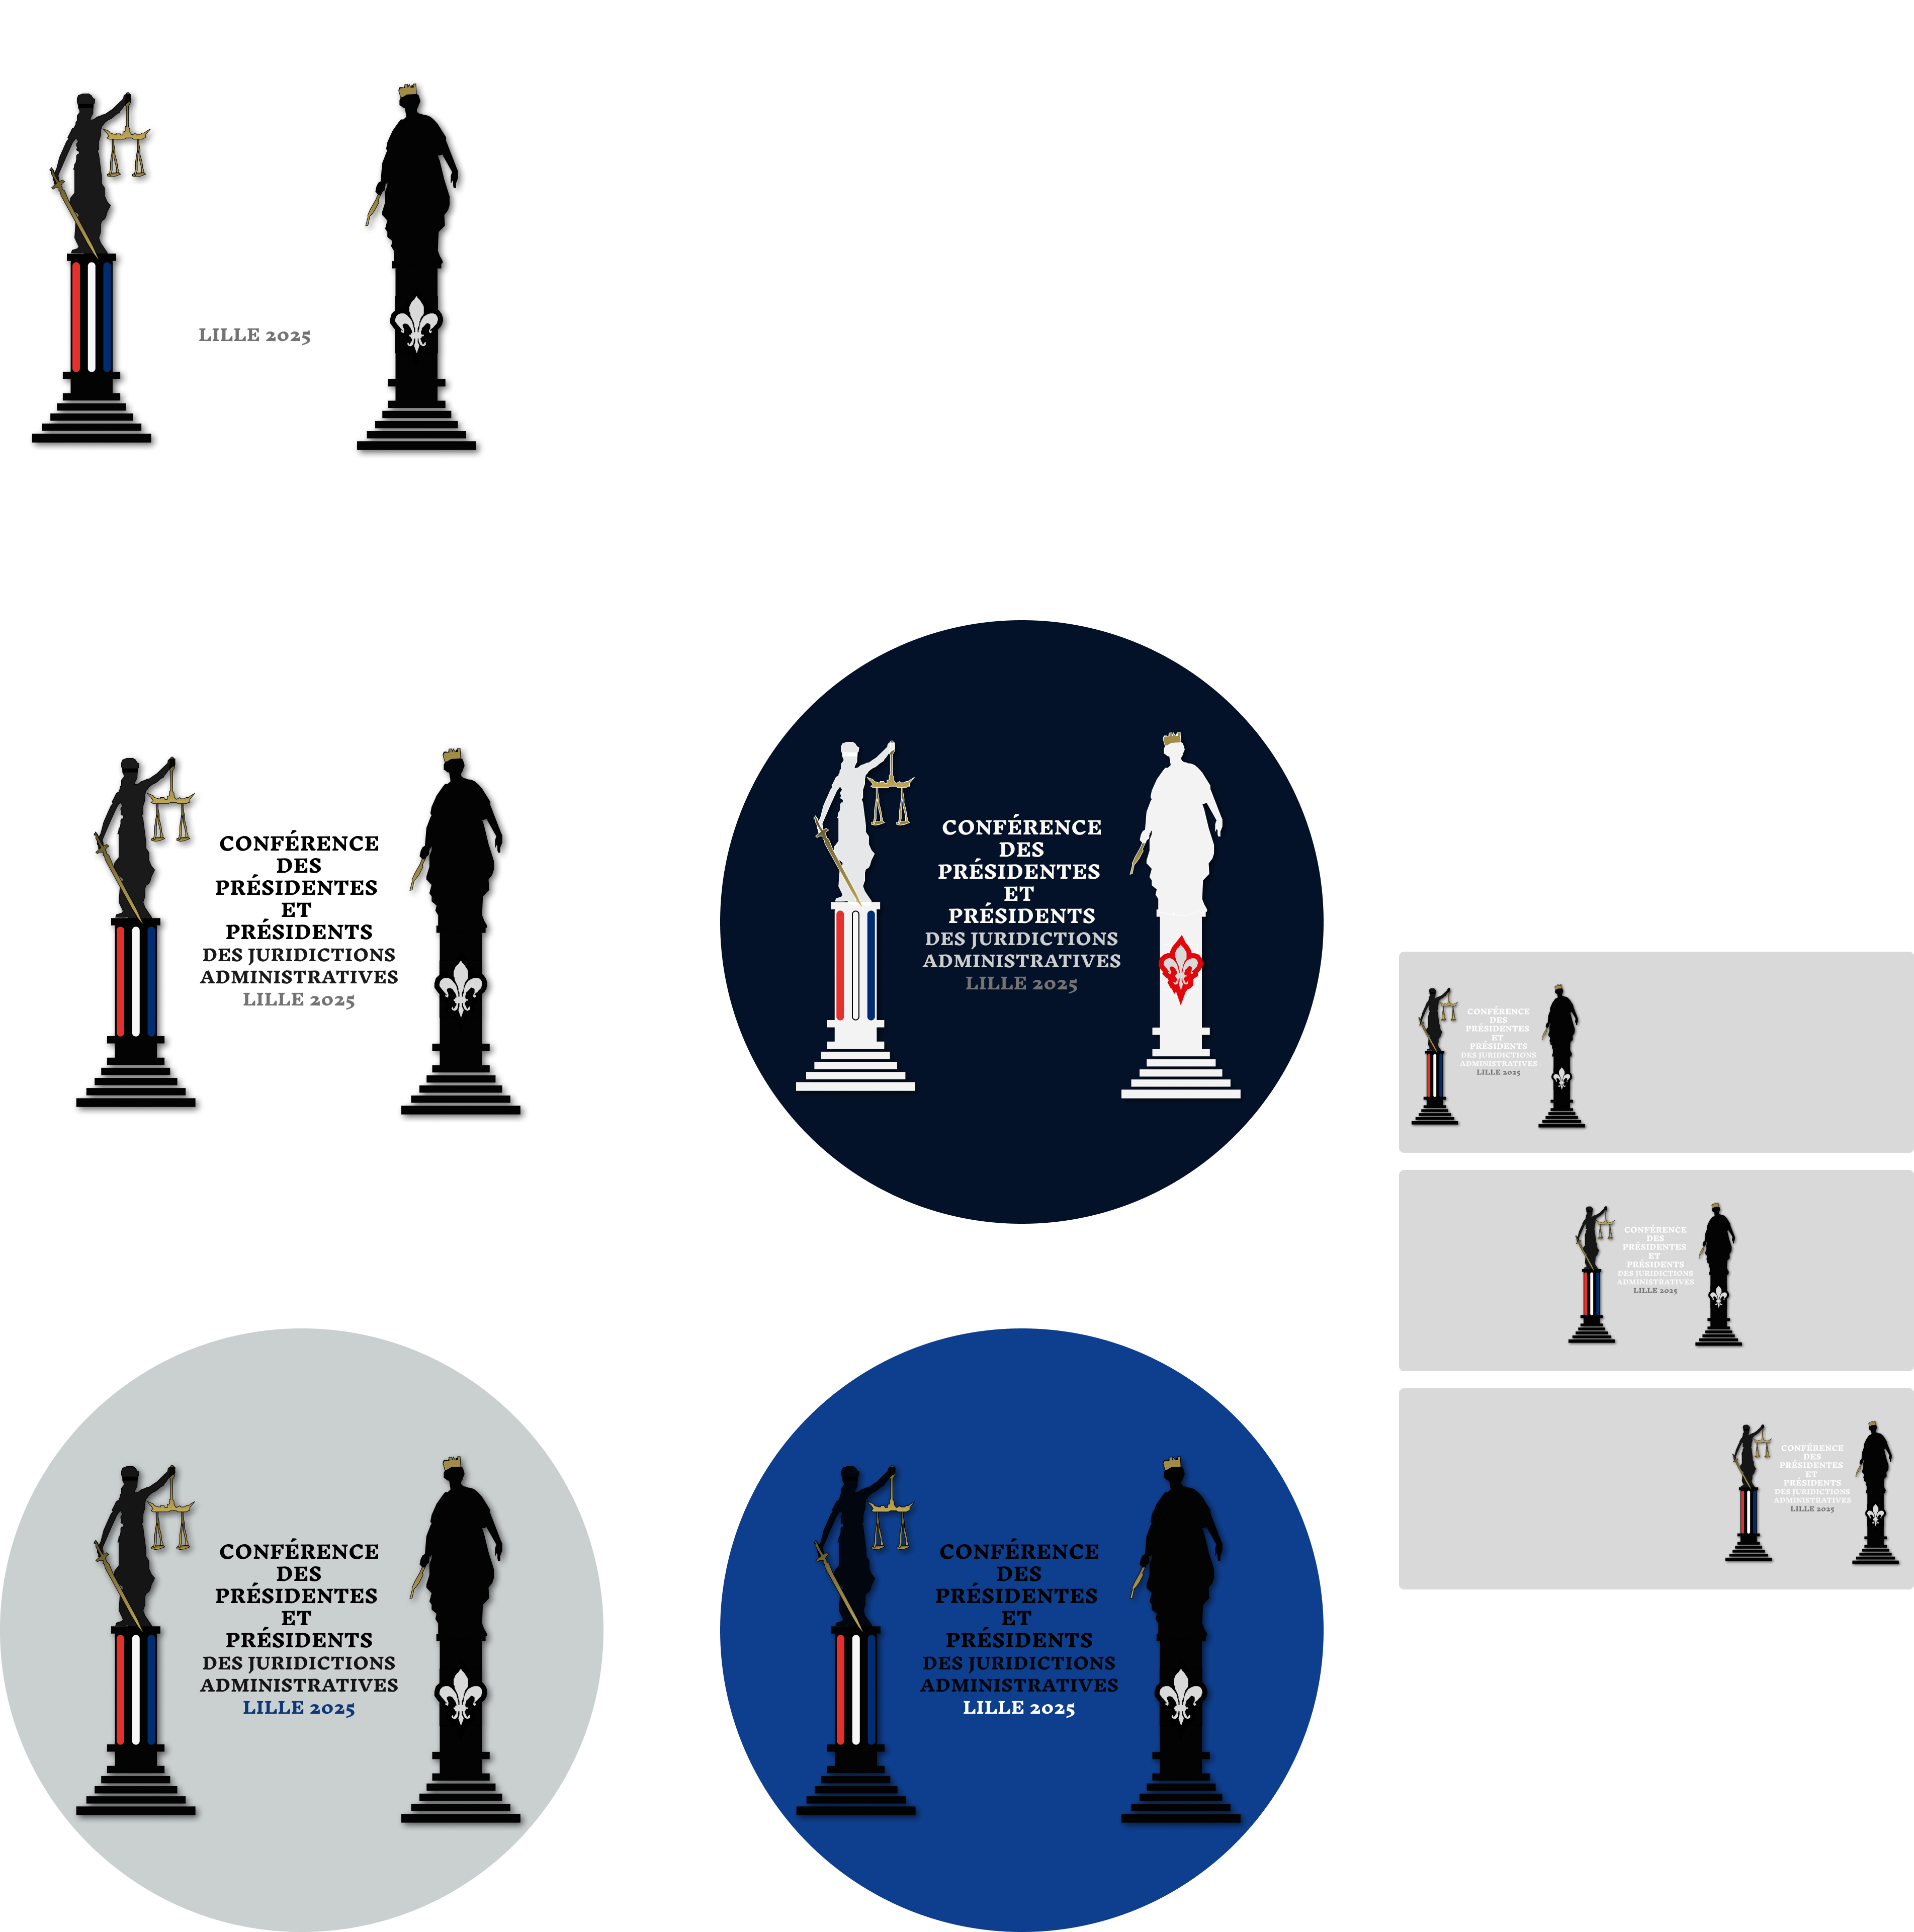 LILLE 2025
CONFÉRENCE
DES
PRÉSIDENTES
ET
PRÉSIDENTS
DES JURIDICTIONS
ADMINISTRATIVES
LILLE 2025
CONFÉRENCE
DES
PRÉSIDENTES
ET
PRÉSIDENTS
DES JURIDICTIONS
ADMINISTRATIVES
LILLE 2025
CONFÉRENCE
DES
PRÉSIDENTES
ET
PRÉSIDENTS
DES JURIDICTIONS
ADMINISTRATIVES
LILLE 2025
CONFÉRENCE
DES
PRÉSIDENTES
ET
PRÉSIDENTS
DES JURIDICTIONS
ADMINISTRATIVES
LILLE 2025
CONFÉRENCE
DES
PRÉSIDENTES
ET
PRÉSIDENTS
DES JURIDICTIONS
ADMINISTRATIVES
LILLE 2025
CONFÉRENCE
DES
PRÉSIDENTES
ET
PRÉSIDENTS
DES JURIDICTIONS
ADMINISTRATIVES
LILLE 2025
CONFÉRENCE
DES
PRÉSIDENTES
ET
PRÉSIDENTS
DES JURIDICTIONS
ADMINISTRATIVES
LILLE 2025